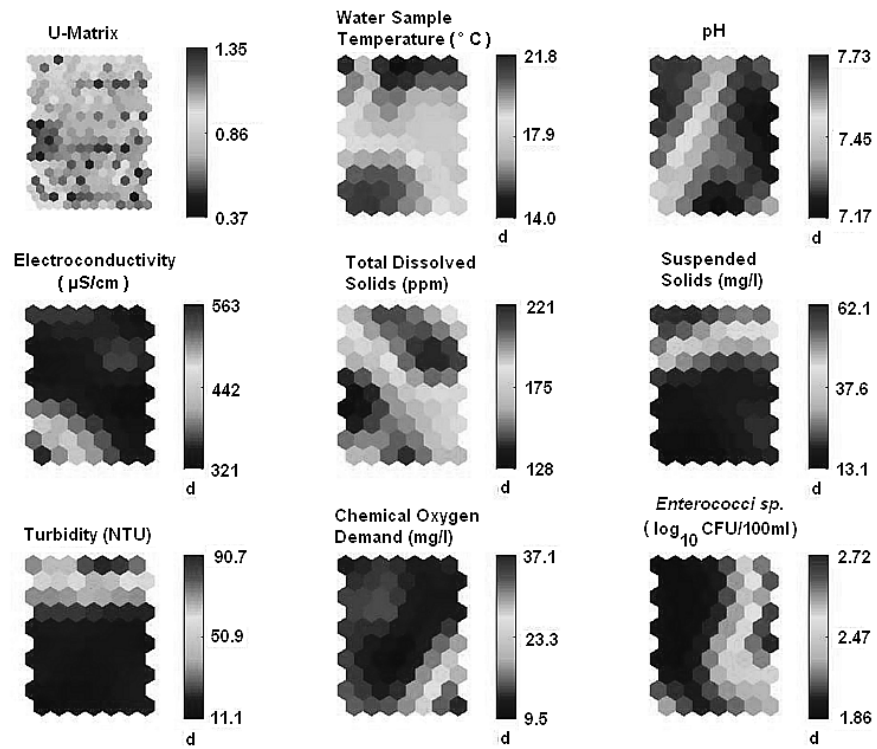 U-Matrix
1.35
0.86
0.37
Water Sample
Temperature ( ° C )
21.8
17.9
14.0
d
pH
7.73
7.45
7.17
d
Electroconductivity
( µS/cm )
563
442
321
d
Total Dissolved
Solids (ppm)
221
175
128
d
Suspended
Solids (mg/l)
62.1
37.6
13.1
d
Turbidity (NTU)
90.7
50.9
11.1
d
Chemical Oxygen
Demand (mg/l)
37.1
23.3
9.5
d
Enterococci sp.
( log10 CFU/100ml)
2.72
2.47
1.86
d